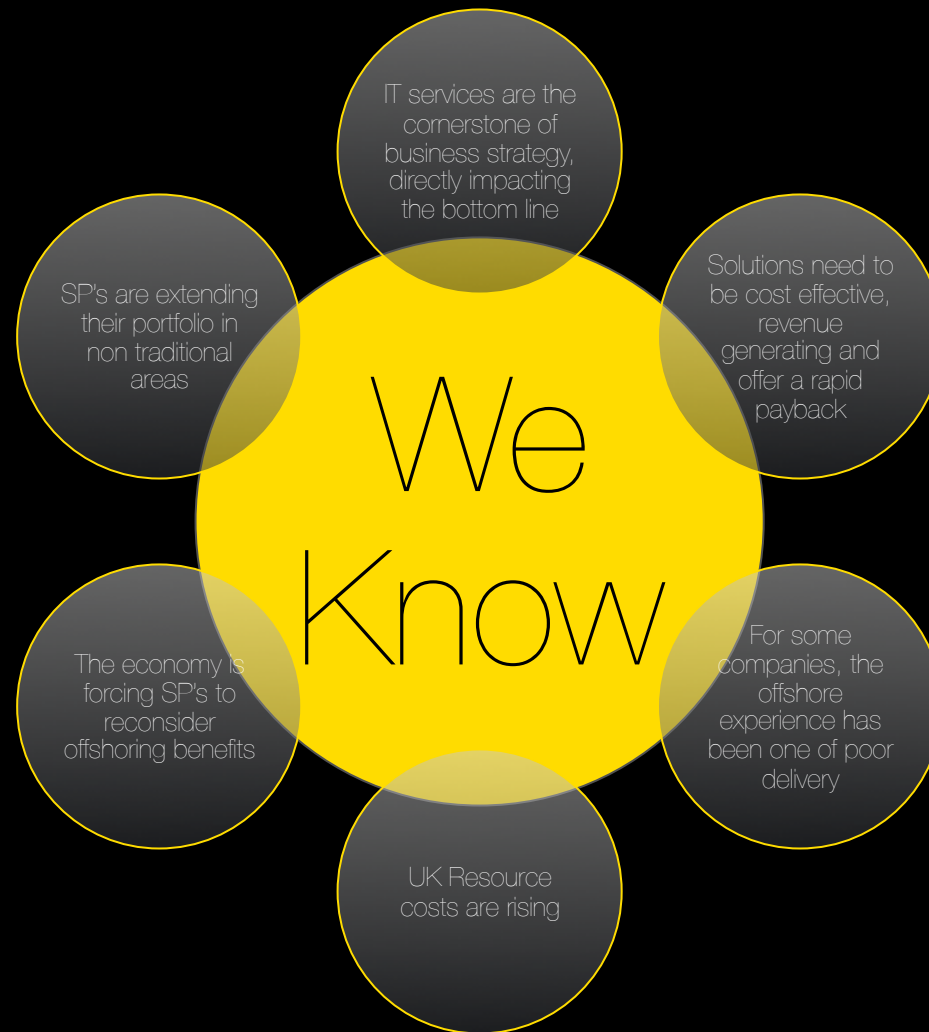 IT services are the
cornerstone of
business strategy,
directly impacting
the bottom line
Solutions need to
be cost effective,
revenue
generating and
offer a rapid
payback
For some
companies, the
offshore
experience has
been one of poor
delivery
UK Resource
costs are rising
The economy is
forcing SP's to
reconsider
offshoring benefits
SP's are extending
their portfolio in
non traditional
areas
We
Know